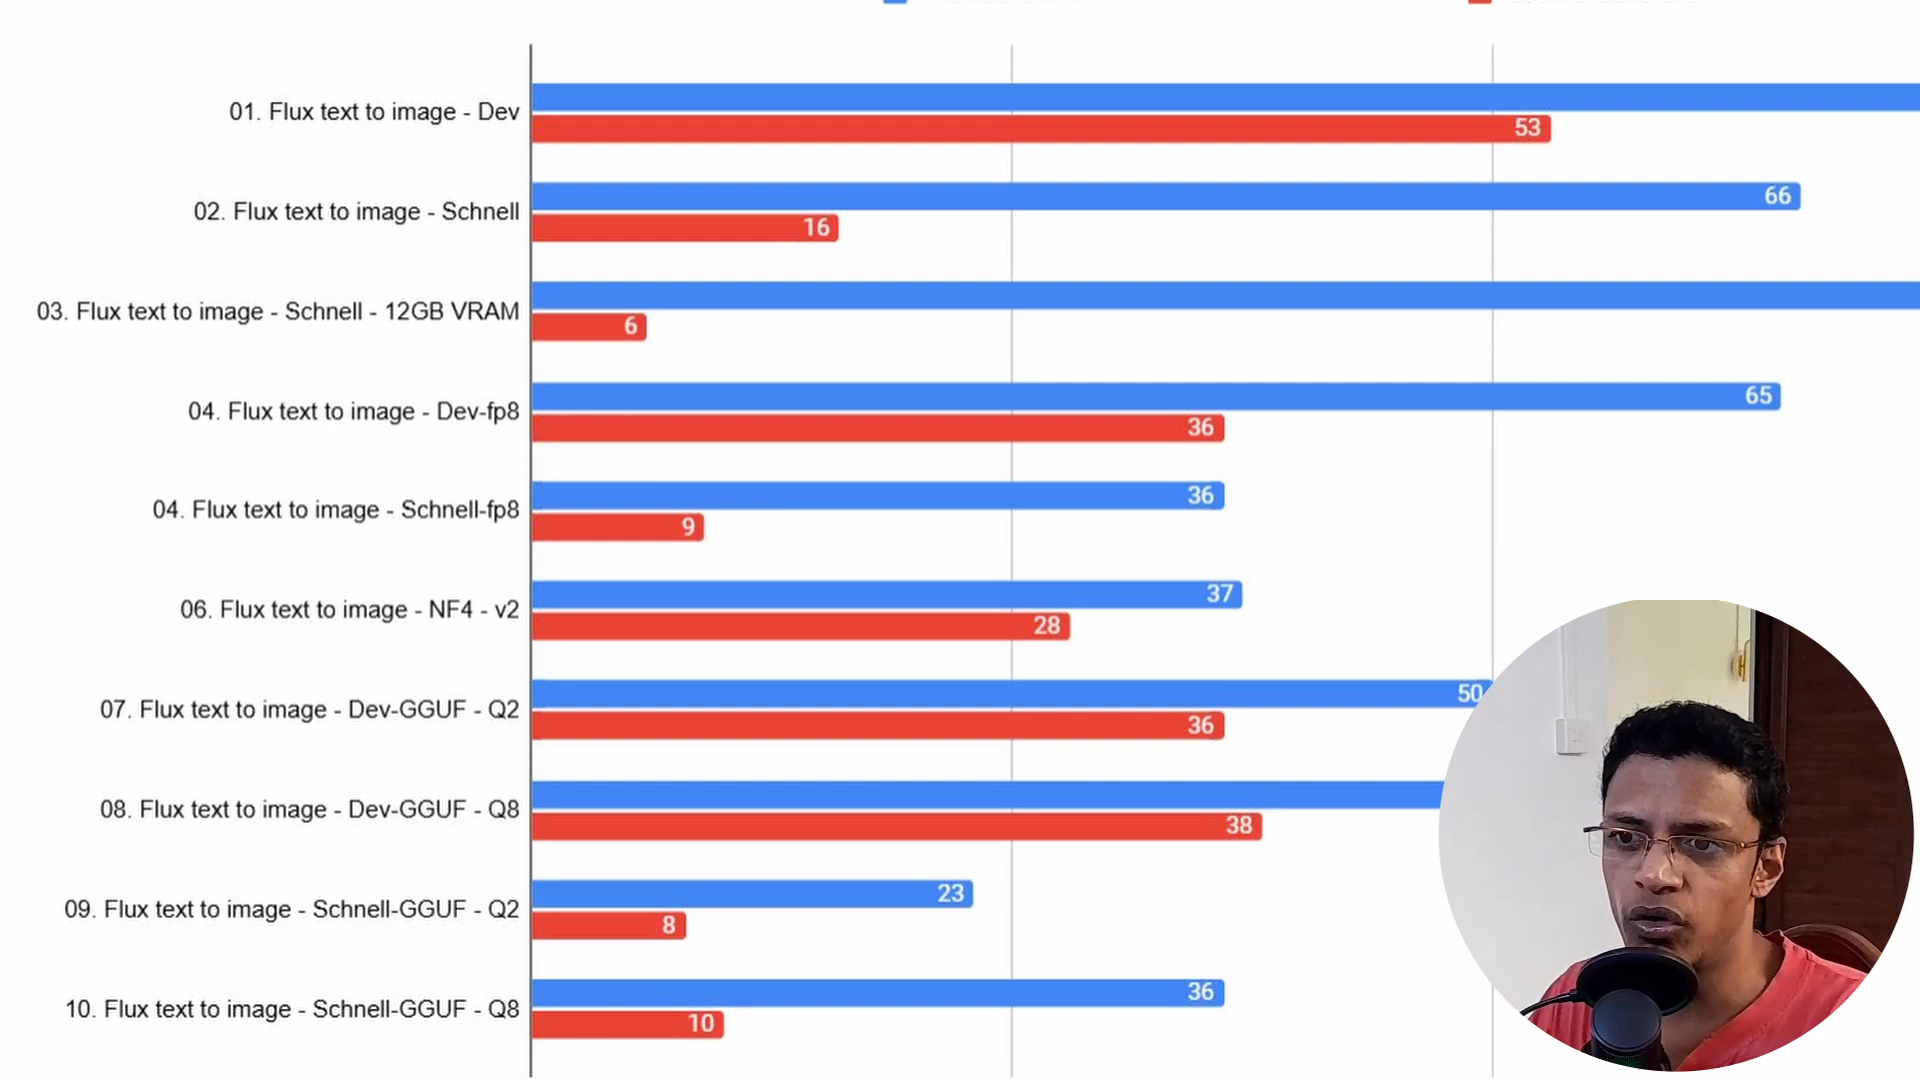 01. Flux text to image - Dev
53
02. Flux text to image - Schnell
66
16
03. Flux text to image - Schnell - 12GB VRAM
6
04. Flux text to image - Dev-fp8
65
36
04. Flux text to image - Schnell-fp8
36
9
06. Flux text to image - NF4 - v2
37
28
07. Flux text to image - Dev-GGUF - Q2
50
36
08. Flux text to image - Dev-GGUF - Q8
38
09. Flux text to image - Schnell-GGUF - Q2
23
8
10. Flux text to image - Schnell-GGUF - Q8
36
10